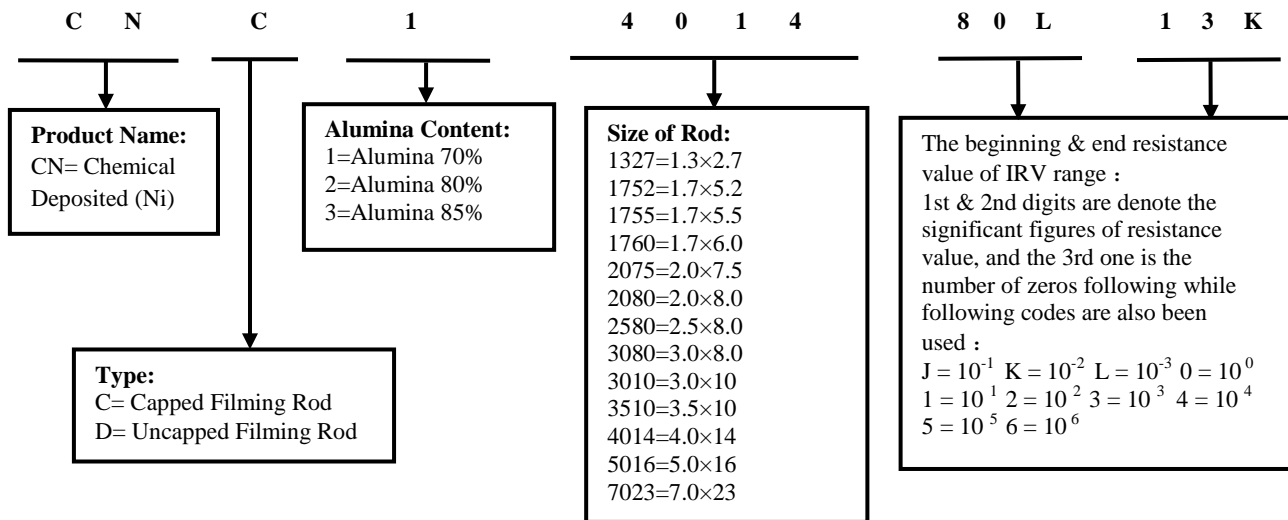 C N C 1 4 0 1 4 8 0 L 1 3 K
Product Name:
CN= Chemical
Deposited (Ni)
Type:
C= Capped Filming Rod
D= Uncapped Filming Rod
Alumina Content:
1=Alumina 70%
2=Alumina 80%
3=Alumina 85%
Size of Rod:
1327=1.3×2.7
1752=1.7×5.2
1755=1.7×5.5
1760=1.7×6.0
2075=2.0×7.5
2080=2.0×8.0
2580=2.5×8.0
3080=3.0×8.0
3010=3.0×10
3510=3.5×10
4014=4.0×14
5016=5.0×16
7023=7.0×23
The beginning & end resistance
value of IRV range：
1st & 2nd digits are denote the
significant figures of resistance
value, and the 3rd one is the
number of zeros following while
following codes are also been
used：
J = 10⁻¹ K = 10⁻² L = 10⁻³ 0 = 10⁰
1 = 10¹ 2 = 10² 3 = 10³ 4 = 10⁴
5 = 10⁵ 6 = 10⁶